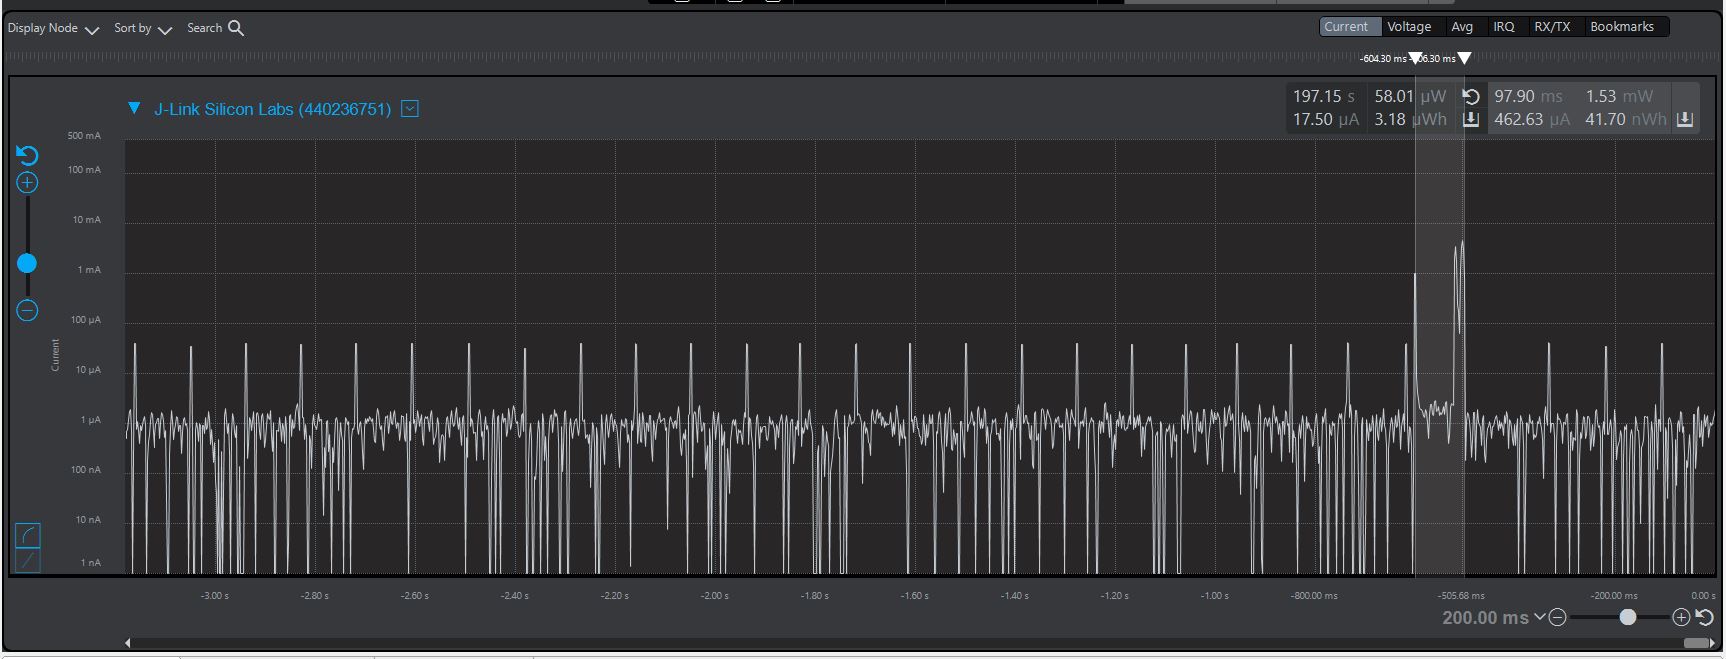 Display Node Sort by Search Current Voltage Avg IRQ RX/TX Bookmarks
-604.30 ms 06.30 ms
J-Link Silicon Labs (440236751)
197.15 s 58.01 µW 97.90 ms 1.53 mW
17.50 µA 3.18 µWh 462.63 µA 41.70 nWh
500 mA
100 mA
10 mA
1 mA
100 µA
10 µA
1 µA
100 nA
10 nA
1 nA
Current
-3.00 s -2.80 s -2.60 s -2.40 s -2.20 s -2.00 s -1.80 s -1.60 s -1.40 s -1.20 s -1.00 s -800.00 ms -505.68 ms -200.00 ms 0.00 s
200.00 ms